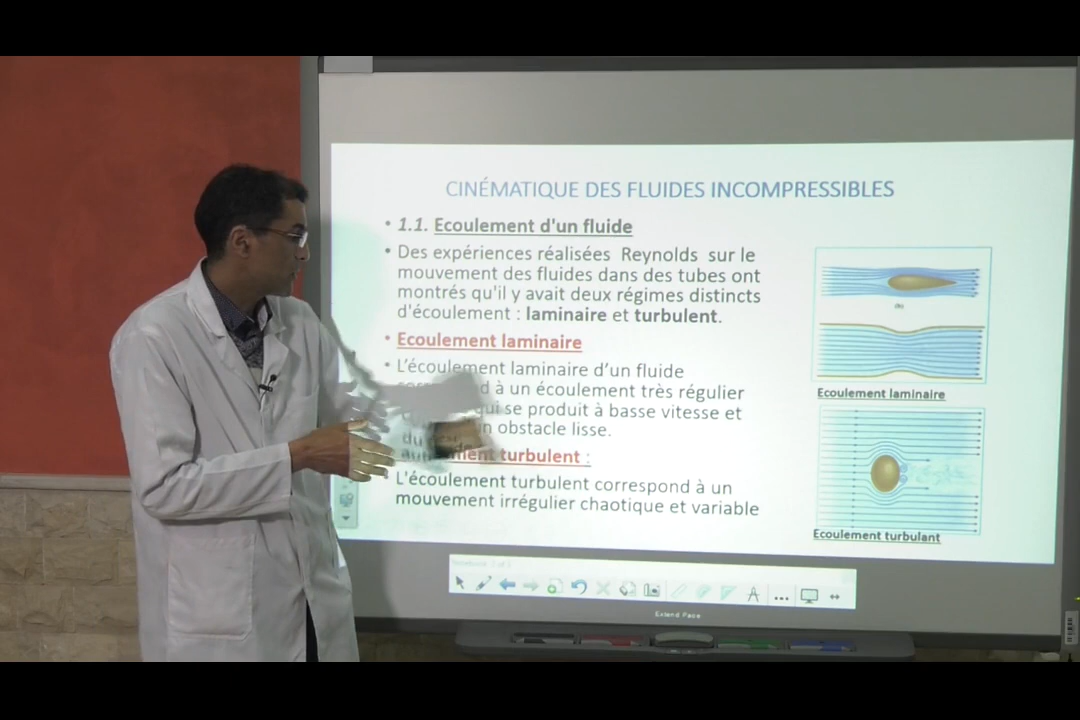 CINÉMATIQUE DES FLUIDES INCOMPRESSIBLES
• 1.1. Ecoulement d'un fluide
• Des expériences réalisées Reynolds sur le
mouvement des fluides dans des tubes ont
montrés qu'il y avait deux régimes distincts
d'écoulement : laminaire et turbulent.
• Ecoulement laminaire
• L'écoulement laminaire d'un fluide
à un écoulement très régulier
qui se produit à basse vitesse et
obstacle lisse.
turbulent :
L'écoulement turbulent correspond à un
mouvement irrégulier chaotique et variable
(b)
Ecoulement laminaire
Ecoulement turbulant
Extend Page